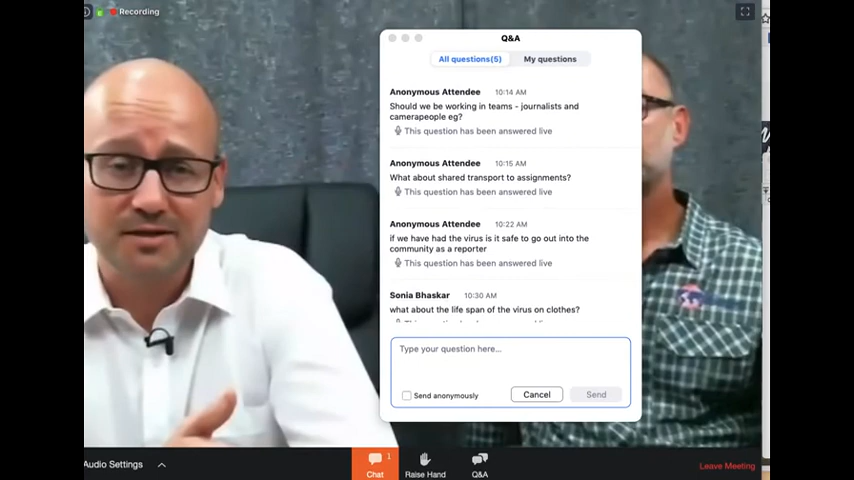 Recording
Q&A
All questions(5)
My questions
Anonymous Attendee 10:14 AM
Should we be working in teams - journalists and
camerapeople eg?
This question has been answered live
Anonymous Attendee 10:15 AM
What about shared transport to assignments?
This question has been answered live
Anonymous Attendee 10:22 AM
if we have had the virus is it safe to go out into the
community as a reporter
This question has been answered live
Sonia Bhaskar 10:30 AM
what about the life span of the virus on clothes?
Type your question here...
Send anonymously
Cancel
Send
Audio Settings
Chat 1
Raise Hand
Q&A
Leave Meeting